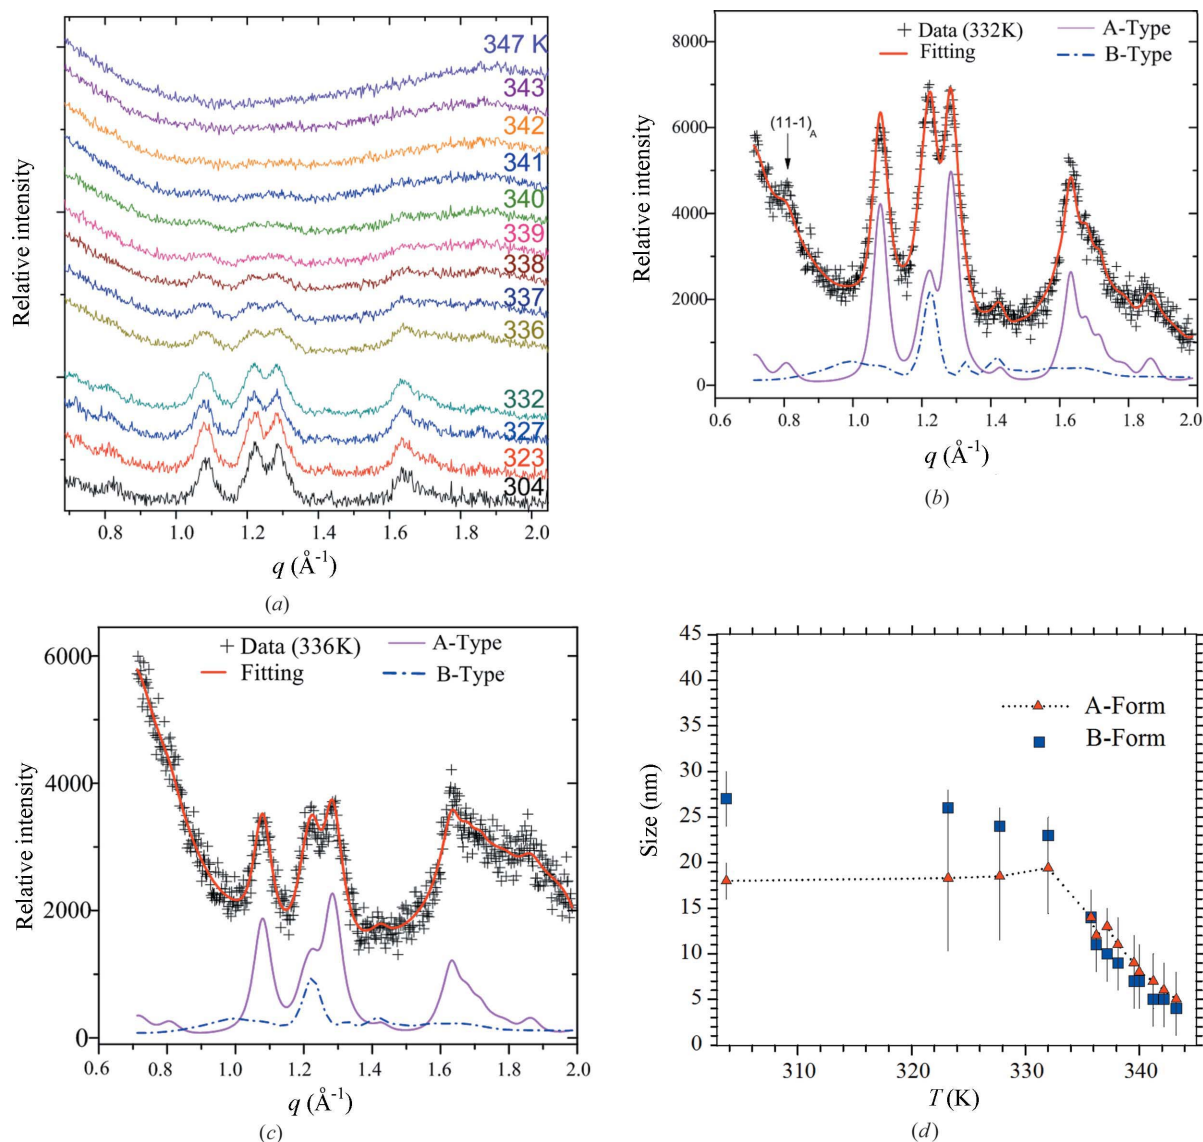 347 K
343
342
341
340
339
338
337
336
332
327
323
304
Relative intensity
0.8 1.0 1.2 1.4 1.6 1.8 2.0
q (Å-1)
(a)
Data (332K)
Fitting
A-Type
B-Type
(11-1)A
8000
6000
4000
2000
0
Relative intensity
0.8 1.0 1.2 1.4 1.6 1.8 2.0
q (Å-1)
(b)
Data (336K)
Fitting
A-Type
B-Type
6000
4000
2000
0
Relative intensity
0.6 0.8 1.0 1.2 1.4 1.6 1.8 2.0
q (Å-1)
(c)
A-Form
B-Form
45
40
35
30
25
20
15
10
5
0
Size (nm)
310 320 330 340
T (K)
(d)